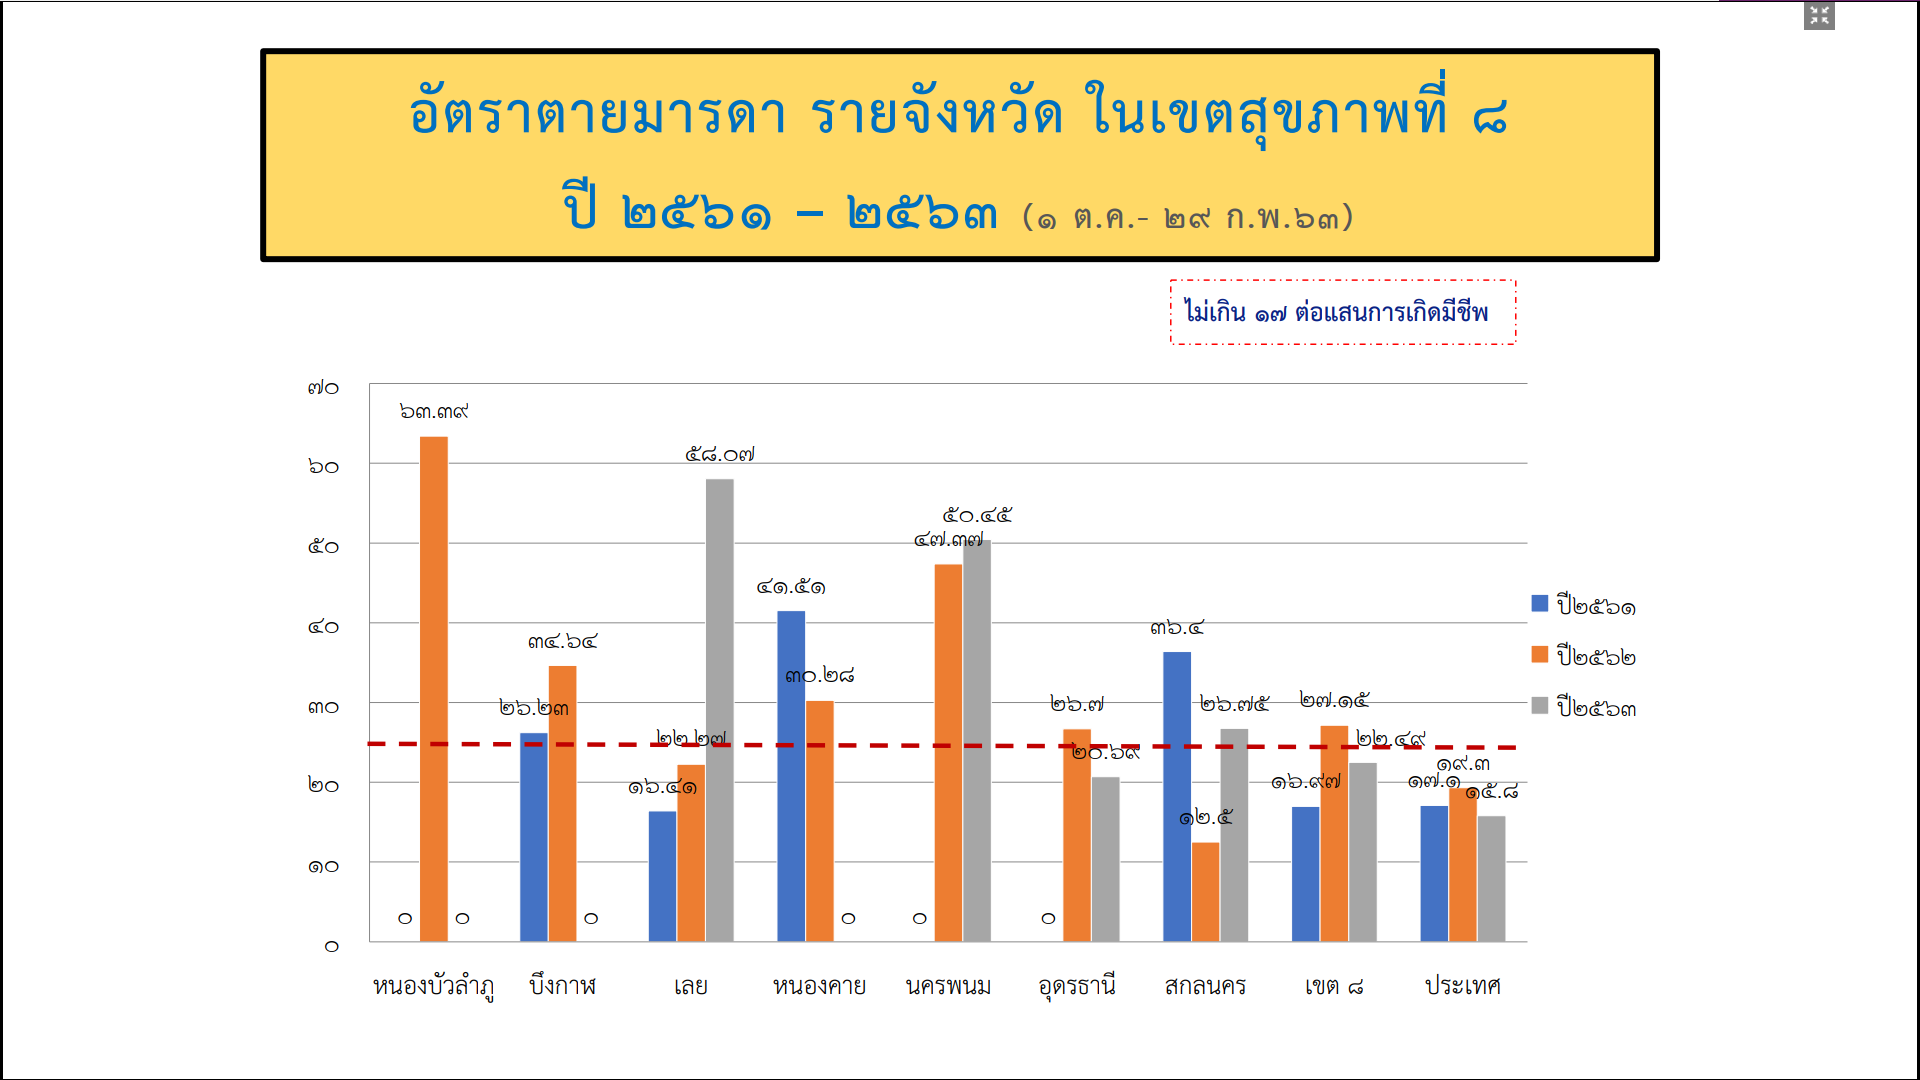 อัตราตายมารดา รายจังหวัด ในเขตสุขภาพที่ ๘
ปี ๒๕๖๑ – ๒๕๖๓ (๑ ต.ค.- ๒๙ ก.พ.๖๓)
ไม่เกิน ๑๗ ต่อแสนการเกิดมีชีพ
๗๐
๖๐
๕๐
๔๐
๓๐
๒๐
๑๐
๐
๐ ๖๓.๓๙ ๐
๒๖.๒๓ ๓๔.๖๔ ๐
๑๖.๔๑ ๒๒.๒๗ ๕๘.๐๗
๔๑.๕๑ ๓๐.๒๘ ๐
๐ ๔๗.๓๗ ๕๐.๔๕
๐ ๒๖.๗ ๒๐.๖๙
๓๖.๔ ๑๒.๕ ๒๖.๗๕
๑๖.๙๗ ๒๗.๑๕ ๒๒.๔๙
๑๗.๑ ๑๙.๓ ๑๕.๘
หนองบัวลำภู บึงกาฬ เลย หนองคาย นครพนม อุดรธานี สกลนคร เขต ๘ ประเทศ
ปี๒๕๖๑
ปี๒๕๖๒
ปี๒๕๖๓